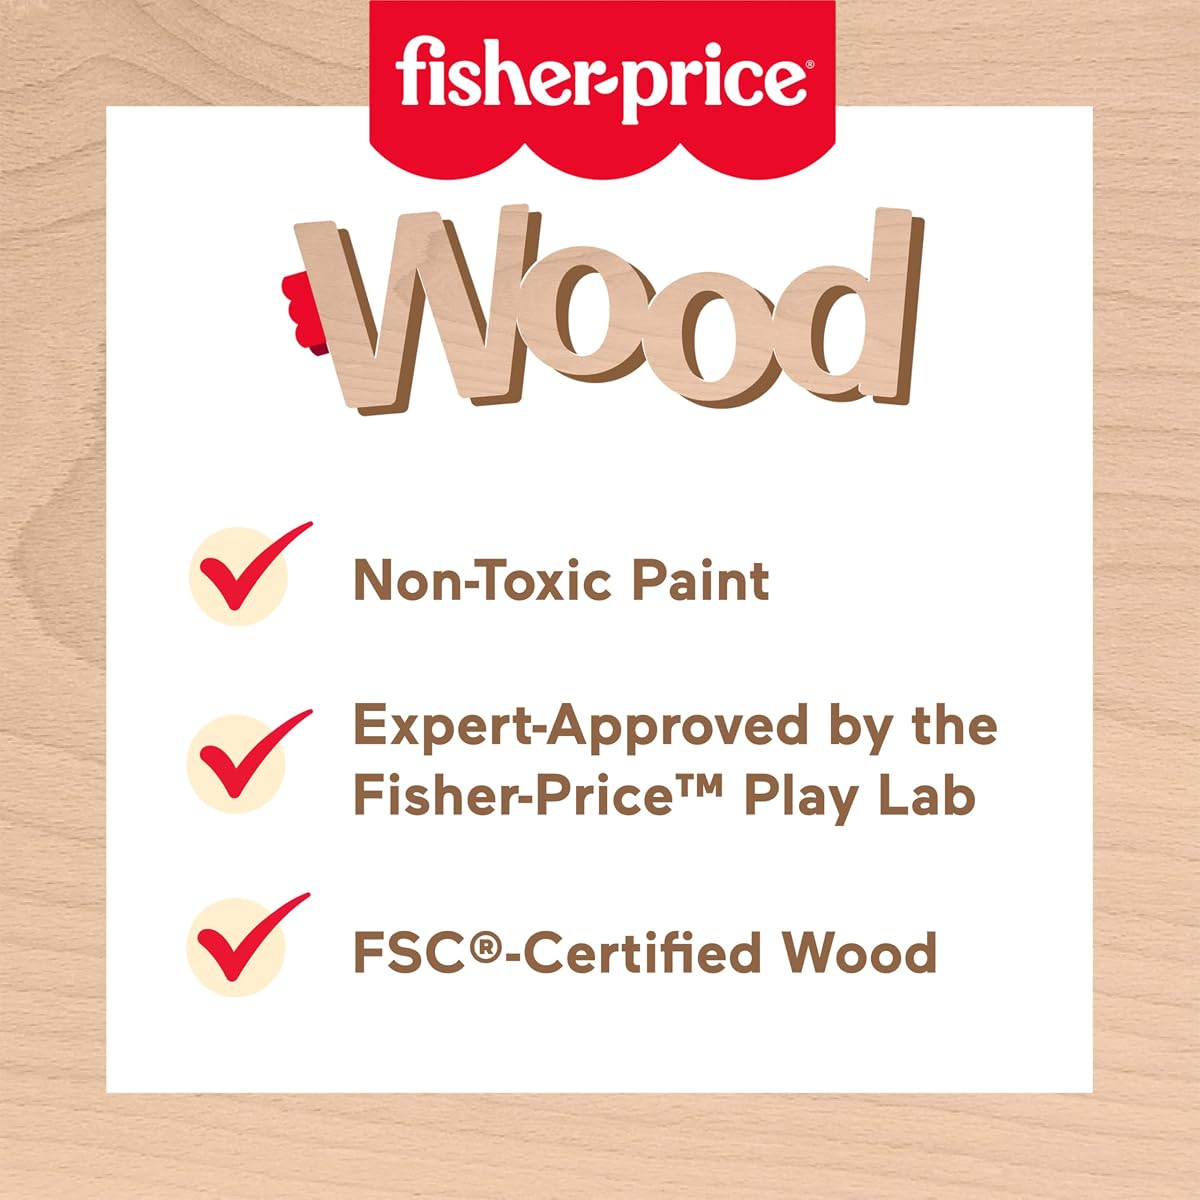 fisher-price®
Wood
Non-Toxic Paint
Expert-Approved by the
Fisher-Price™ Play Lab
FSC®-Certified Wood